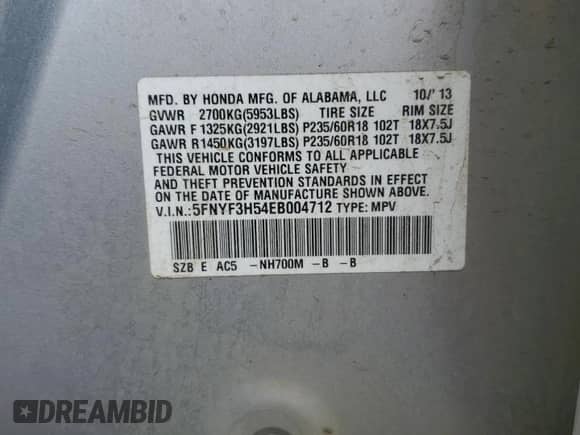 MFD. BY HONDA MFG. OF ALABAMA, LLC 10/'13
GVWR 2700KG(5953LBS) TIRE SIZE RIM SIZE
GAWR F 1325KG(2921LBS) P235/60R18 102T 18X7.5J
GAWR R 1450KG(3197LBS) P235/60R18 102T 18X7.5J
THIS VEHICLE CONFORMS TO ALL APPLICABLE
FEDERAL MOTOR VEHICLE SAFETY
AND THEFT PREVENTION STANDARDS IN EFFECT
ON THE DATE OF MANUFACTURE SHOWN ABOVE.
V.I.N.:5FNYF3H54EB004712 TYPE: MPV
SZB E AC5 -NH700M -B -B
DREAMBID